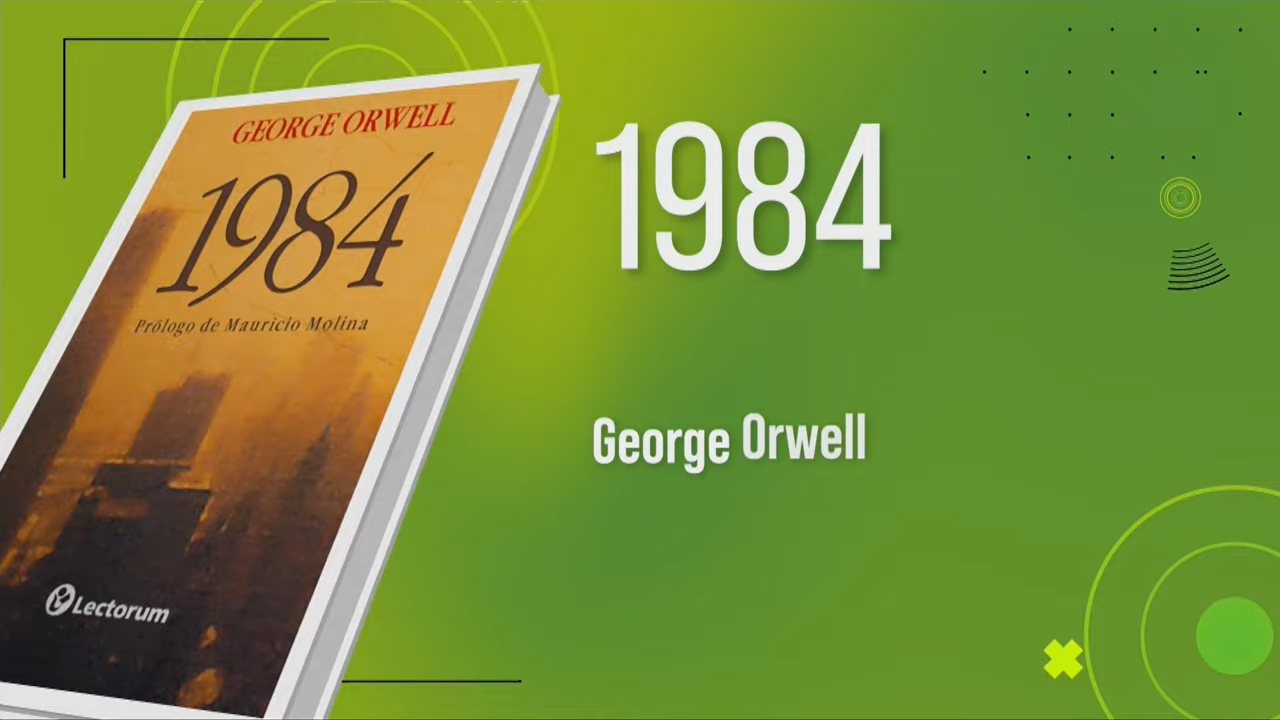 GEORGE ORWELL
1984
Prólogo de Mauricio Molina
Lectorum
1984
George Orwell